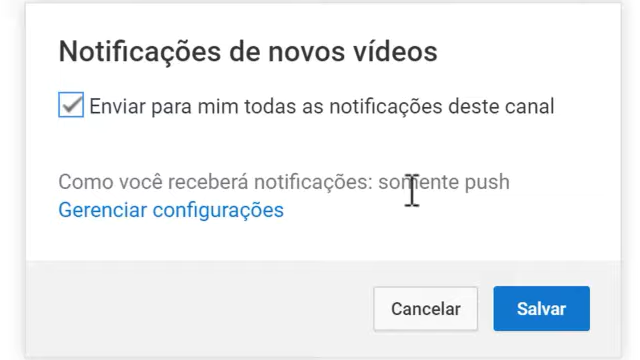 Notificações de novos vídeos
Enviar para mim todas as notificações deste canal
Como você receberá notificações: somente push
Gerenciar configurações
Cancelar
Salvar